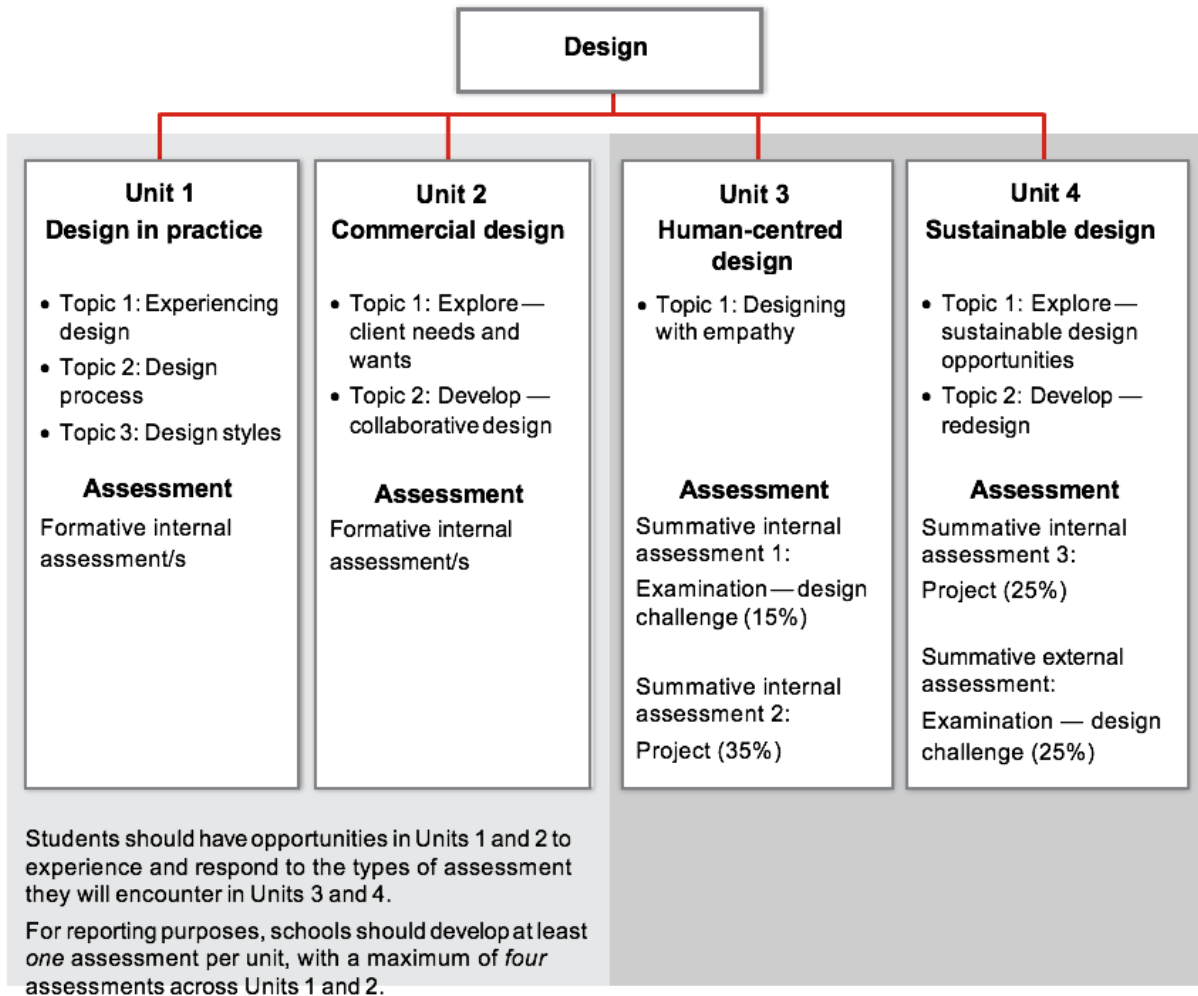 Design
Unit 1
Design in practice
• Topic 1: Experiencing
design
• Topic 2: Design
process
• Topic 3: Design styles
Assessment
Formative internal
assessment/s
Unit 2
Commercial design
• Topic 1: Explore —
client needs and
wants
• Topic 2: Develop —
collaborative design
Assessment
Formative internal
assessment/s
Unit 3
Human-centred
design
• Topic 1: Designing
with empathy
Assessment
Summative internal
assessment 1:
Examination — design
challenge (15%)
Summative internal
assessment 2:
Project (35%)
Unit 4
Sustainable design
• Topic 1: Explore —
sustainable design
opportunities
• Topic 2: Develop —
redesign
Assessment
Summative internal
assessment 3:
Project (25%)
Summative external
assessment:
Examination — design
challenge (25%)
Students should have opportunities in Units 1 and 2 to
experience and respond to the types of assessment
they will encounter in Units 3 and 4.
For reporting purposes, schools should develop at least
one assessment per unit, with a maximum of four
assessments across Units 1 and 2.